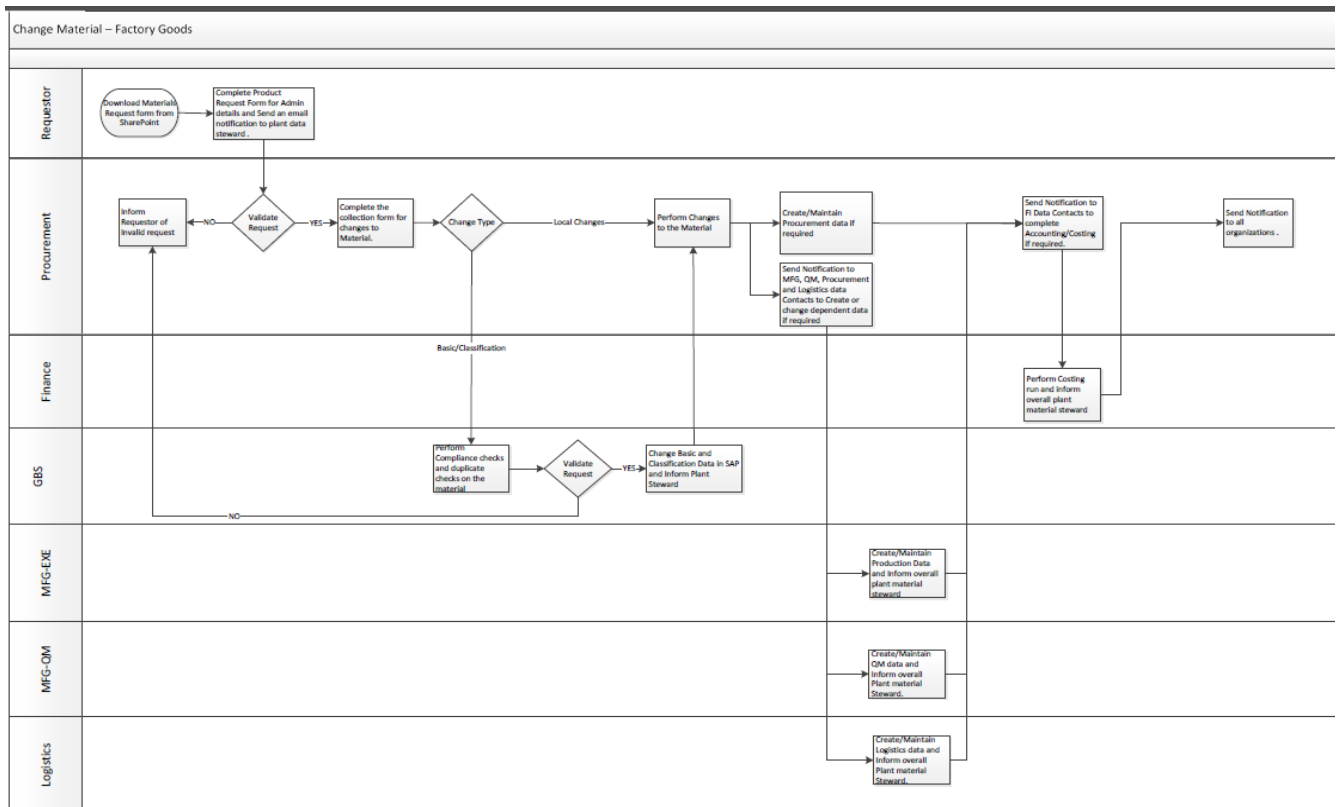 Change Material – Factory Goods
Requestor
Download Materials
Request form from
SharePoint
Complete Product
Request Form for Admin
details and Send an email
notification to plant data
steward .
Procurement
Inform
Requestor of
Invalid request
NO
Validate
Request
YES
Complete the
collection form for
changes to
Material.
Change Type
Local Changes
Perform Changes
to the Material
Create/Maintain
Procurement data if
required
Send Notification to
MFG, QM, Procurement
and Logistics data
Contacts to Create or
change dependent data
if required
Send Notification to
FI Data Contacts to
complete
Accounting/Costing
if required.
Send Notification
to all
organizations .
Finance
Basic/Classification
Perform Costing
run and inform
overall plant
material steward
GBS
Perform
Compliance checks
and duplicate
checks on the
material
Validate
Request
YES
Change Basic and
Classification Data in SAP
and Inform Plant
Steward
NO
MFG-EXE
Create/Maintain
Production Data
and Inform overall
plant material
steward
MFG-QM
Create/Maintain
QM data and
Inform overall
Plant material
Steward.
Logistics
Create/Maintain
Logistics data and
Inform overall
Plant material
Steward.